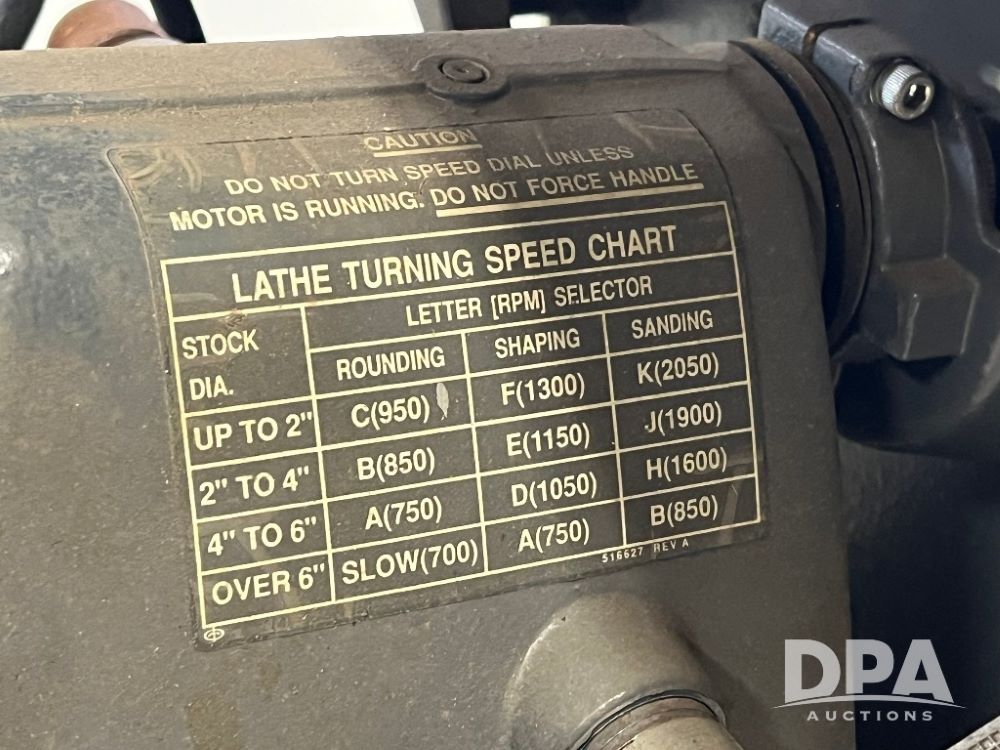 CAUTION
DO NOT TURN SPEED DIAL UNLESS
MOTOR IS RUNNING. DO NOT FORCE HANDLE
LATHE TURNING SPEED CHART
STOCK DIA. LETTER [RPM] SELECTOR
ROUNDING SHAPING SANDING
UP TO 2" C(950) F(1300) K(2050)
2" TO 4" B(850) E(1150) J(1900)
4" TO 6" A(750) D(1050) H(1600)
OVER 6" SLOW(700) A(750) B(850)
516627 REV A
DPA
AUCTIONS